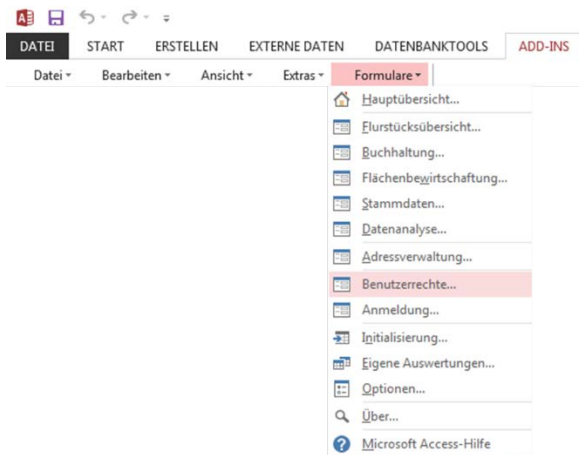 DATEI START ERSTELLEN EXTERNE DATEN DATENBANKTOOLS ADD-INS
Datei Bearbeiten Ansicht Extras Formulare
Hauptübersicht...
Flurstücksübersicht...
Buchhaltung...
Flächenbewirtschaftung...
Stammdaten...
Datenanalyse...
Adressverwaltung...
Benutzerrechte...
Anmeldung...
Initialisierung...
Eigene Auswertungen...
Optionen...
Über...
Microsoft Access-Hilfe